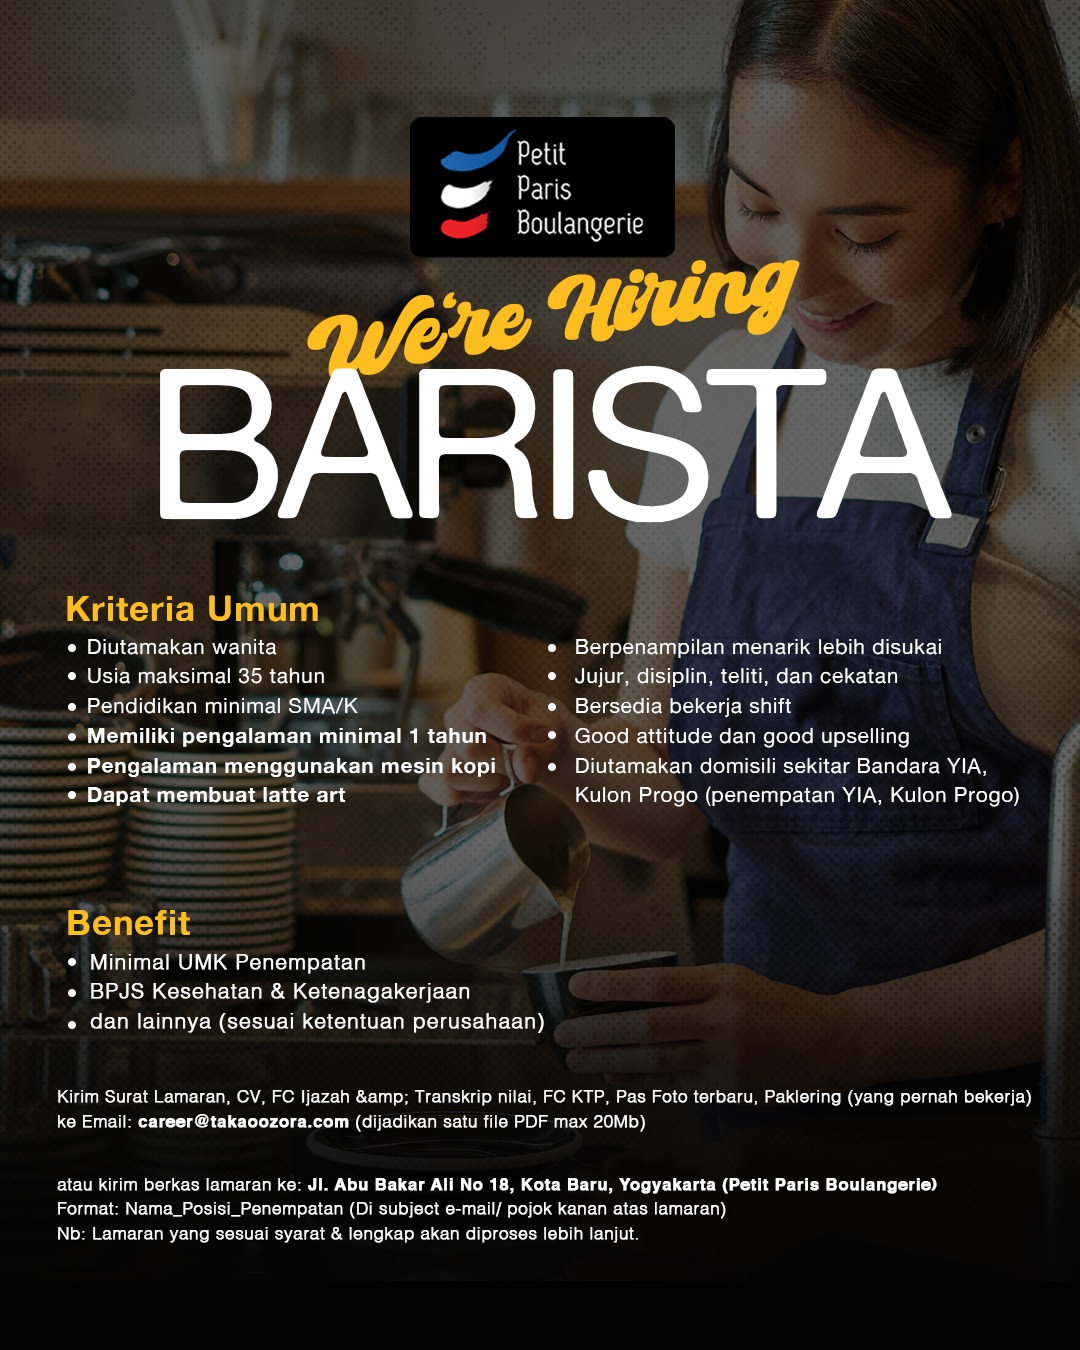 Petit
Paris
Boulangerie
We're Hiring
BARISTA
Kriteria Umum
• Diutamakan wanita
• Usia maksimal 35 tahun
• Pendidikan minimal SMA/K
• Memiliki pengalaman minimal 1 tahun
• Pengalaman menggunakan mesin kopi
• Dapat membuat latte art
• Berpenampilan menarik lebih disukai
• Jujur, disiplin, teliti, dan cekatan
• Bersedia bekerja shift
• Good attitude dan good upselling
• Diutamakan domisili sekitar Bandara YIA,
Kulon Progo (penempatan YIA, Kulon Progo)
Benefit
• Minimal UMK Penempatan
• BPJS Kesehatan & Ketenagakerjaan
• dan lainnya (sesuai ketentuan perusahaan)
Kirim Surat Lamaran, CV, FC Ijazah &amp; Transkrip nilai, FC KTP, Pas Foto terbaru, Paklering (yang pernah bekerja)
ke Email: career@takaoozora.com (dijadikan satu file PDF max 20Mb)
atau kirim berkas lamaran ke: Jl. Abu Bakar Ali No 18, Kota Baru, Yogyakarta (Petit Paris Boulangerie)
Format: Nama_Posisi_Penempatan (Di subject e-mail/ pojok kanan atas lamaran)
Nb: Lamaran yang sesuai syarat & lengkap akan diproses lebih lanjut.